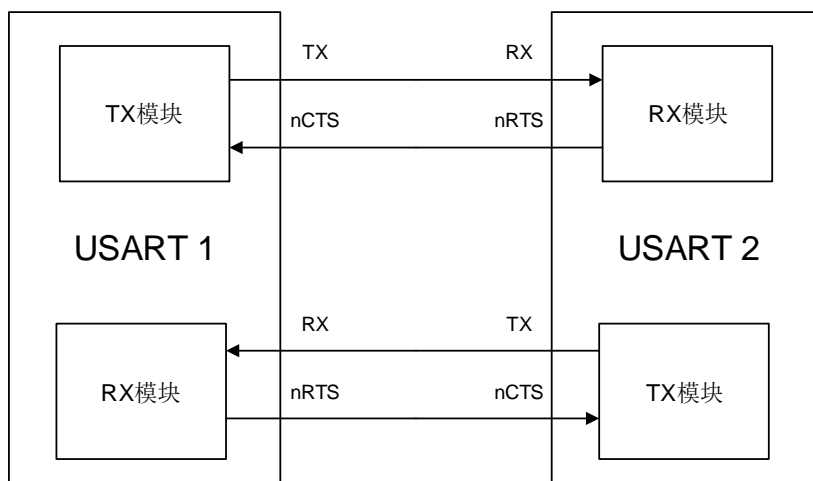 TX
RX
TX模块
RX模块
nCTS
nRTS
USART 1
USART 2
RX
TX
RX模块
TX模块
nRTS
nCTS